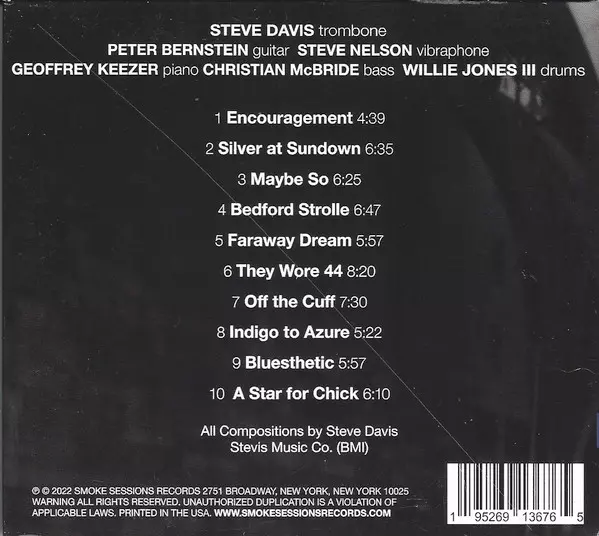 STEVE DAVIS trombone
PETER BERNSTEIN guitar STEVE NELSON vibraphone
GEOFFREY KEEZER piano CHRISTIAN McBRIDE bass WILLIE JONES III drums
1 Encouragement 4:39
2 Silver at Sundown 6:35
3 Maybe So 6:25
4 Bedford Strolle 6:47
5 Faraway Dream 5:57
6 They Wore 44 8:20
7 Off the Cuff 7:30
8 Indigo to Azure 5:22
9 Bluesthetic 5:57
10 A Star for Chick 6:10
All Compositions by Steve Davis
Stevis Music Co. (BMI)
℗ © 2022 SMOKE SESSIONS RECORDS 2751 BROADWAY, NEW YORK, NEW YORK 10025
WARNING ALL RIGHTS RESERVED. UNAUTHORIZED DUPLICATION IS A VIOLATION OF
APPLICABLE LAWS. PRINTED IN THE USA. WWW.SMOKESESSIONSRECORDS.COM
1 95269 13676 5